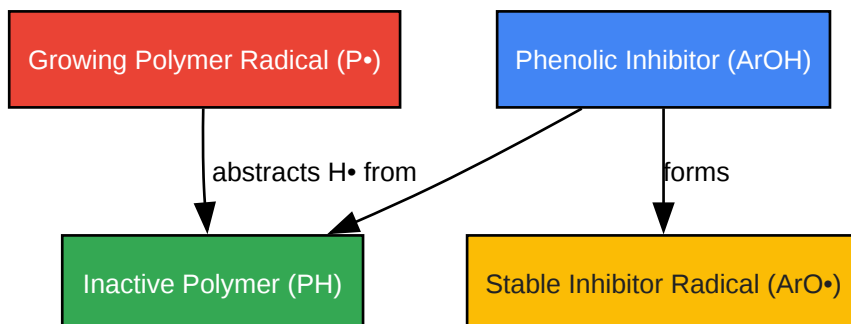 Growing Polymer Radical (P•)
Phenolic Inhibitor (ArOH)
abstracts H• from
forms
Inactive Polymer (PH)
Stable Inhibitor Radical (ArO•)